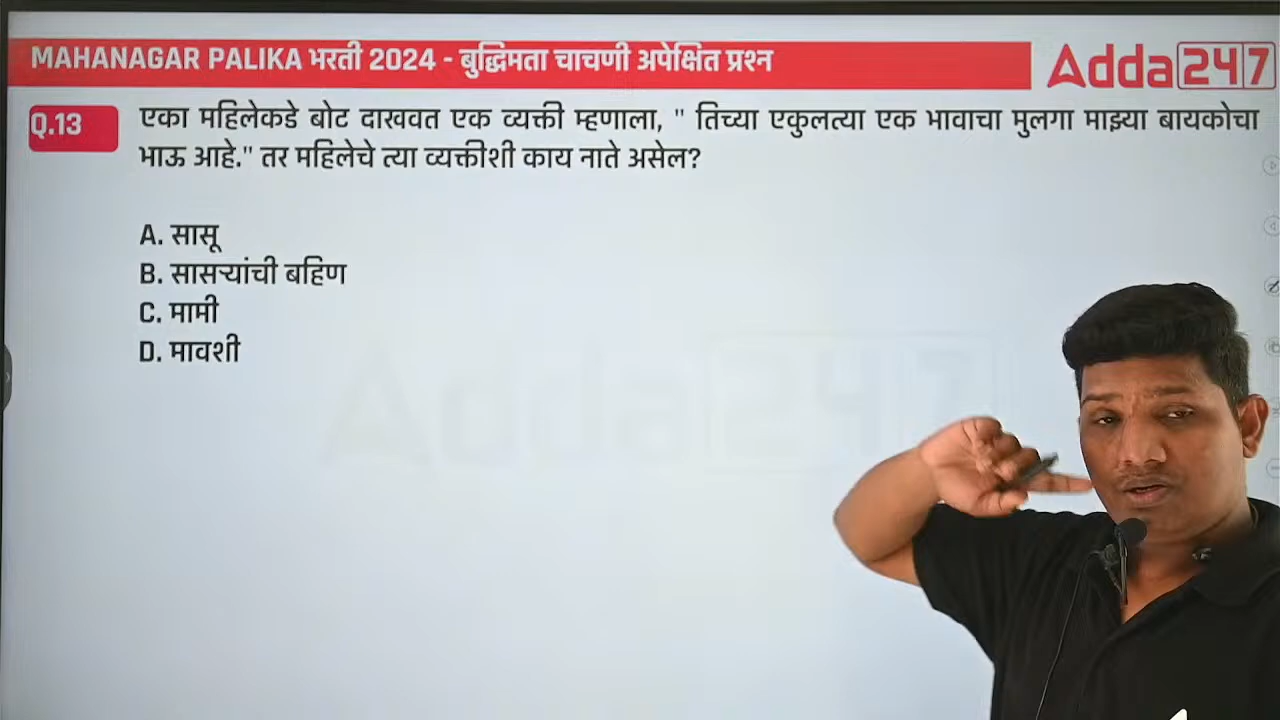 MAHANAGAR PALIKA भरती 2024 - बुद्धिमता चाचणी अपेक्षित प्रश्न
Adda247
Q.13
एका महिलेकडे बोट दाखवत एक व्यक्ती म्हणाला, " तिच्या एकुलत्या एक भावाचा मुलगा माझ्या बायकोचा
भाऊ आहे." तर महिलेचे त्या व्यक्तीशी काय नाते असेल?
A. सासू
B. सासऱ्यांची बहिण
C. मामी
D. मावशी
Adda247